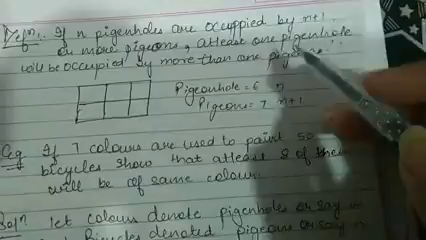 Defn. If n pigeonholes are occupied by n+1
or more pigeons, atleast one pigeonhole
will be occupied by more than one pigeons".
Pigeonhole = 6 n
Pigeons = 7 n+1
Eg If 7 colours are used to paint 50
bicycles show that atleast 8 of them
will be of same colour.
Soln let colours denote pigenholes or say n
Bicycles denoted pigeons or say